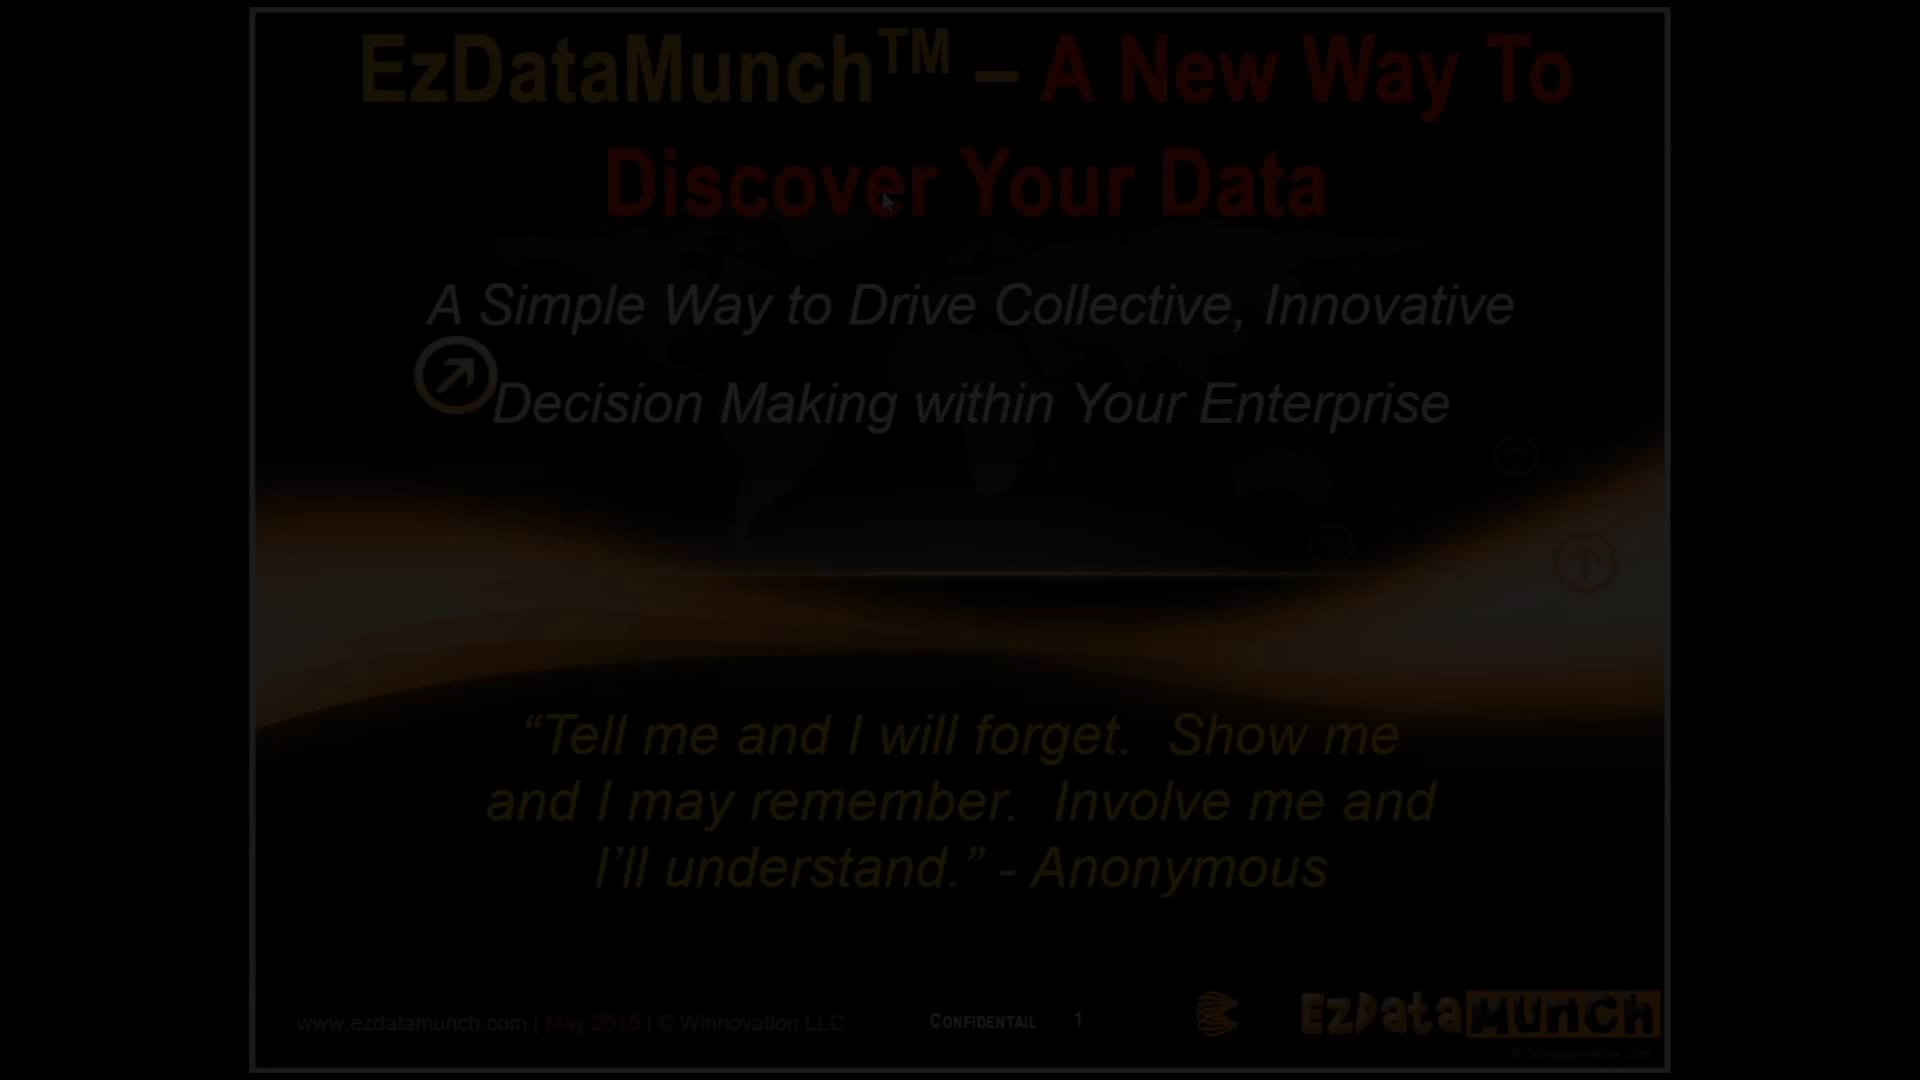 EzDataMunch™ – A New Way To
Discover Your Data
A Simple Way to Drive Collective, Innovative
Decision Making within Your Enterprise
“Tell me and I will forget.  Show me
and I may remember.  Involve me and
I’ll understand.” - Anonymous
www.ezdatamunch.com | May 2015 | © Winnovation LLC
CONFIDENTAIL 1
EzDataMunch